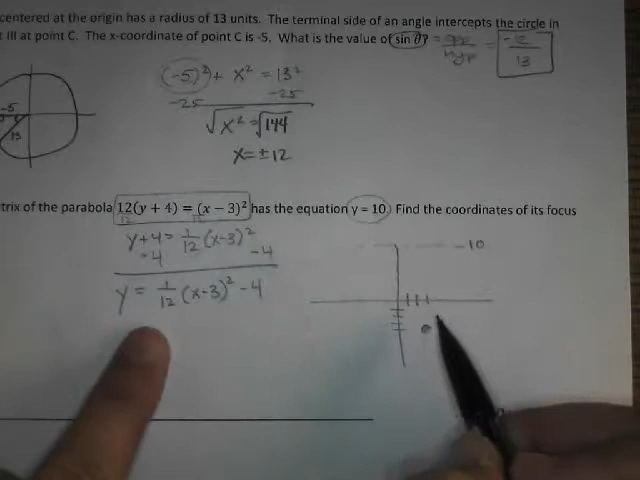 centered at the origin has a radius of 13 units. The terminal side of an angle intercepts the circle in
III at point C. The x-coordinate of point C is -5. What is the value of sin θ? = opp/hyp = -12/13
(-5)² + x² = 13²
-25 -25
√x² = √144
x = ±12
-5
13
trix of the parabola 12(y + 4) = (x − 3)² has the equation y = 10. Find the coordinates of its focus
12 12
y+4 = 1/12 (x-3)²
-4 -4
y = 1/12 (x-3)² - 4
-10